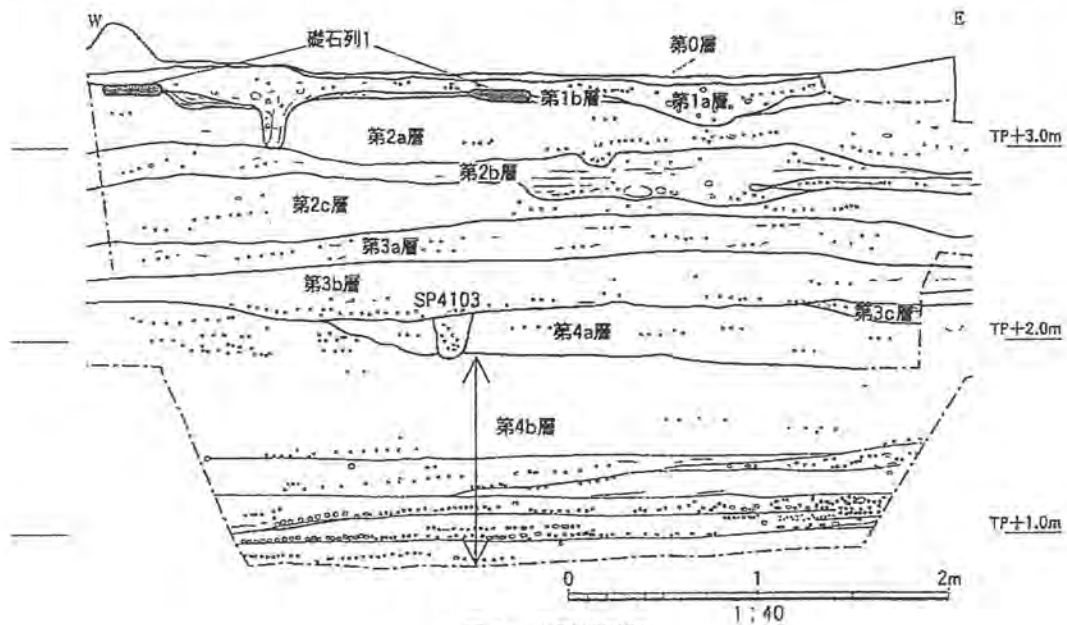 W
E
礎石列1
第0層
第1b層
第1a層
第2a層
TP+3.0m
第2b層
第2c層
第3a層
第3b層
SP4103
第3c層
第4a層
TP+2.0m
第4b層
TP+1.0m
0 1 2m
1:40